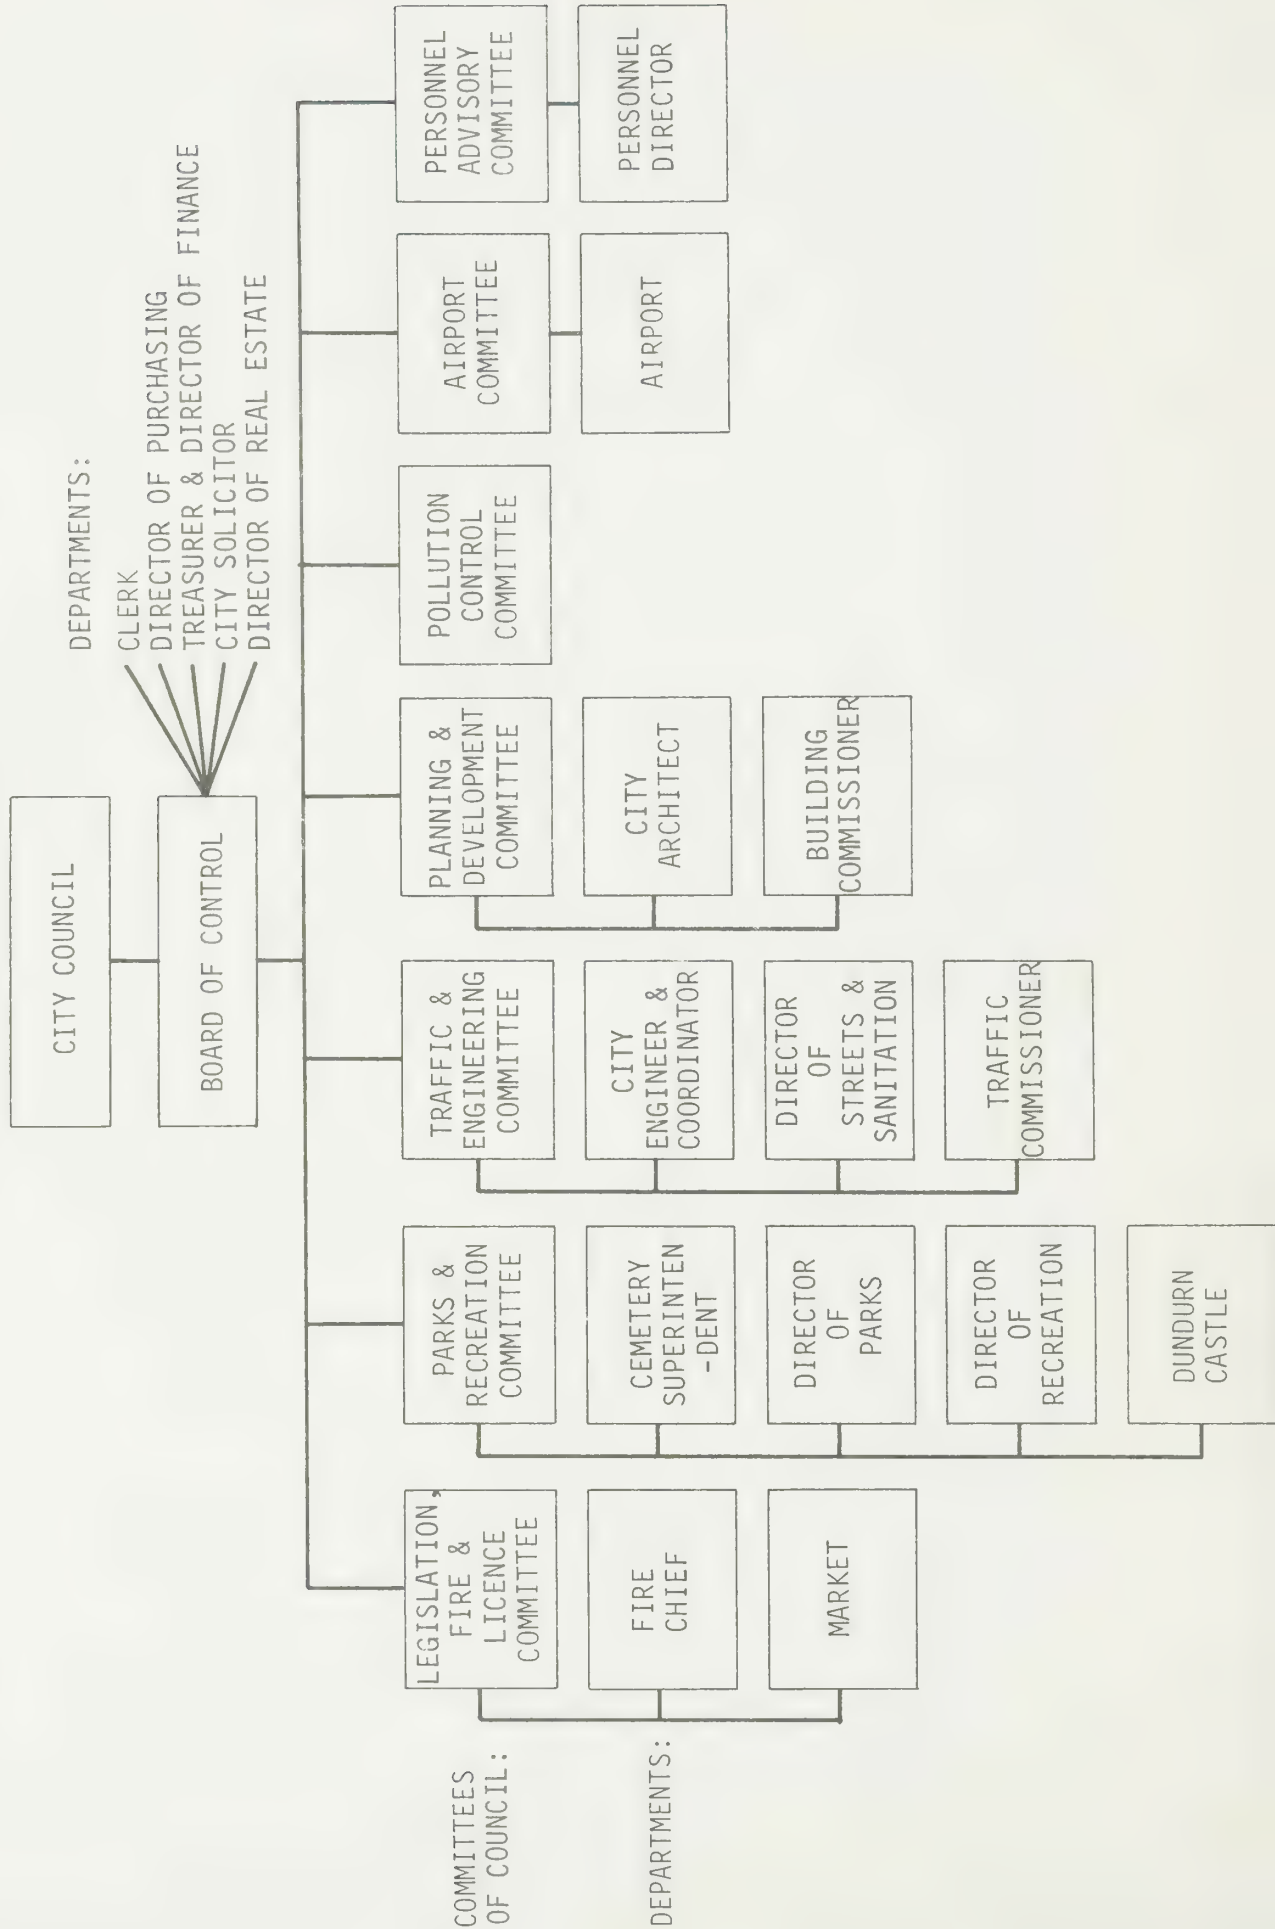 CITY COUNCIL
BOARD OF CONTROL
DEPARTMENTS:
CLERK
DIRECTOR OF PURCHASING
TREASURER & DIRECTOR OF FINANCE
CITY SOLICITOR
DIRECTOR OF REAL ESTATE
COMMITTEES
OF COUNCIL:
LEGISLATION,
FIRE &
LICENCE
COMMITTEE
PARKS &
RECREATION
COMMITTEE
TRAFFIC &
ENGINEERING
COMMITTEE
PLANNING &
DEVELOPMENT
COMMITTEE
POLLUTION
CONTROL
COMMITTEE
AIRPORT
COMMITTEE
PERSONNEL
ADVISORY
COMMITTEE
DEPARTMENTS:
FIRE
CHIEF
CEMETERY
SUPERINTEN
-DENT
CITY
ENGINEER &
COORDINATOR
CITY
ARCHITECT
AIRPORT
PERSONNEL
DIRECTOR
MARKET
DIRECTOR
OF
PARKS
DIRECTOR
OF
STREETS &
SANITATION
BUILDING
COMMISSIONER
DIRECTOR
OF
RECREATION
TRAFFIC
COMMISSIONER
DUNDURN
CASTLE